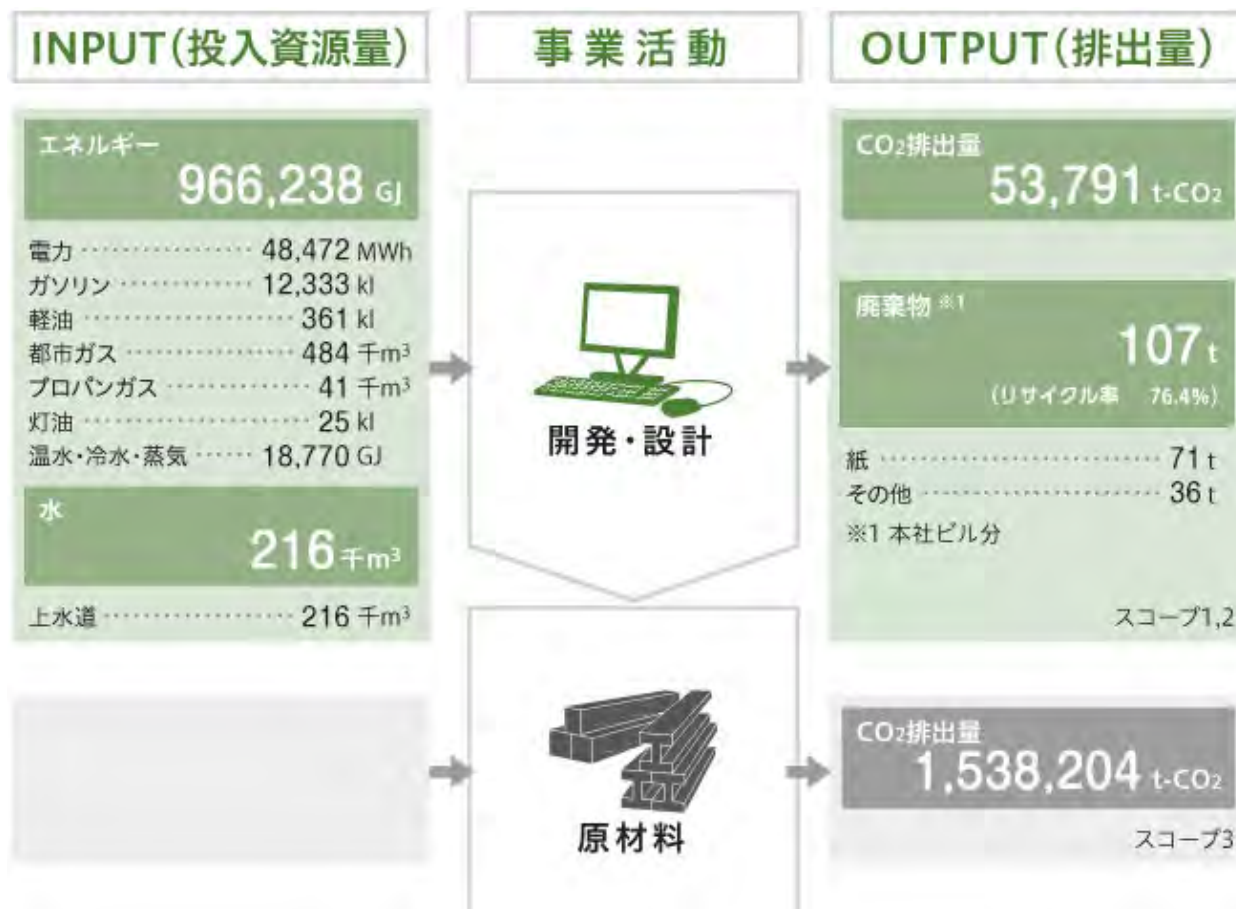 INPUT(投入資源量)
事業活動
OUTPUT(排出量)
エネルギー
966,238 GJ
電力 ················ 48,472 MWh
ガソリン ············· 12,333 kl
軽油 ····················· 361 kl
都市ガス ················ 484 千m³
プロパンガス ·············· 41 千m³
灯油 ····················· 25 kl
温水・冷水・蒸気 ······ 18,770 GJ
水
216 千m³
上水道 ··················· 216 千m³
開発・設計
CO₂排出量
53,791 t-CO₂
廃棄物 ※1
107 t
(リサイクル率 76.4%)
紙 ···························· 71 t
その他 ························ 36 t
※1 本社ビル分
スコープ1,2
原材料
CO₂排出量
1,538,204 t-CO₂
スコープ3